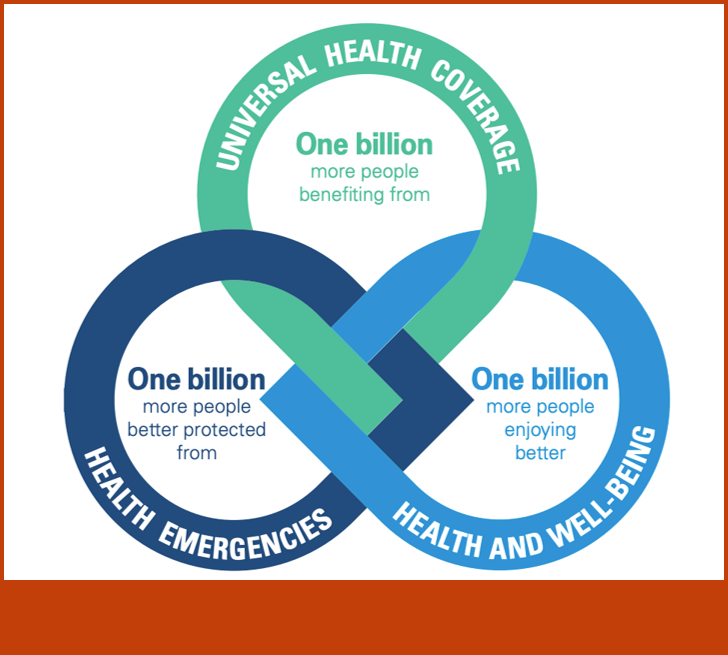 One billion
more people
benefiting from
UNIVERSAL HEALTH COVERAGE
One billion
more people
better protected
from
HEALTH EMERGENCIES
One billion
more people
enjoying
better
HEALTH AND WELL-BEING